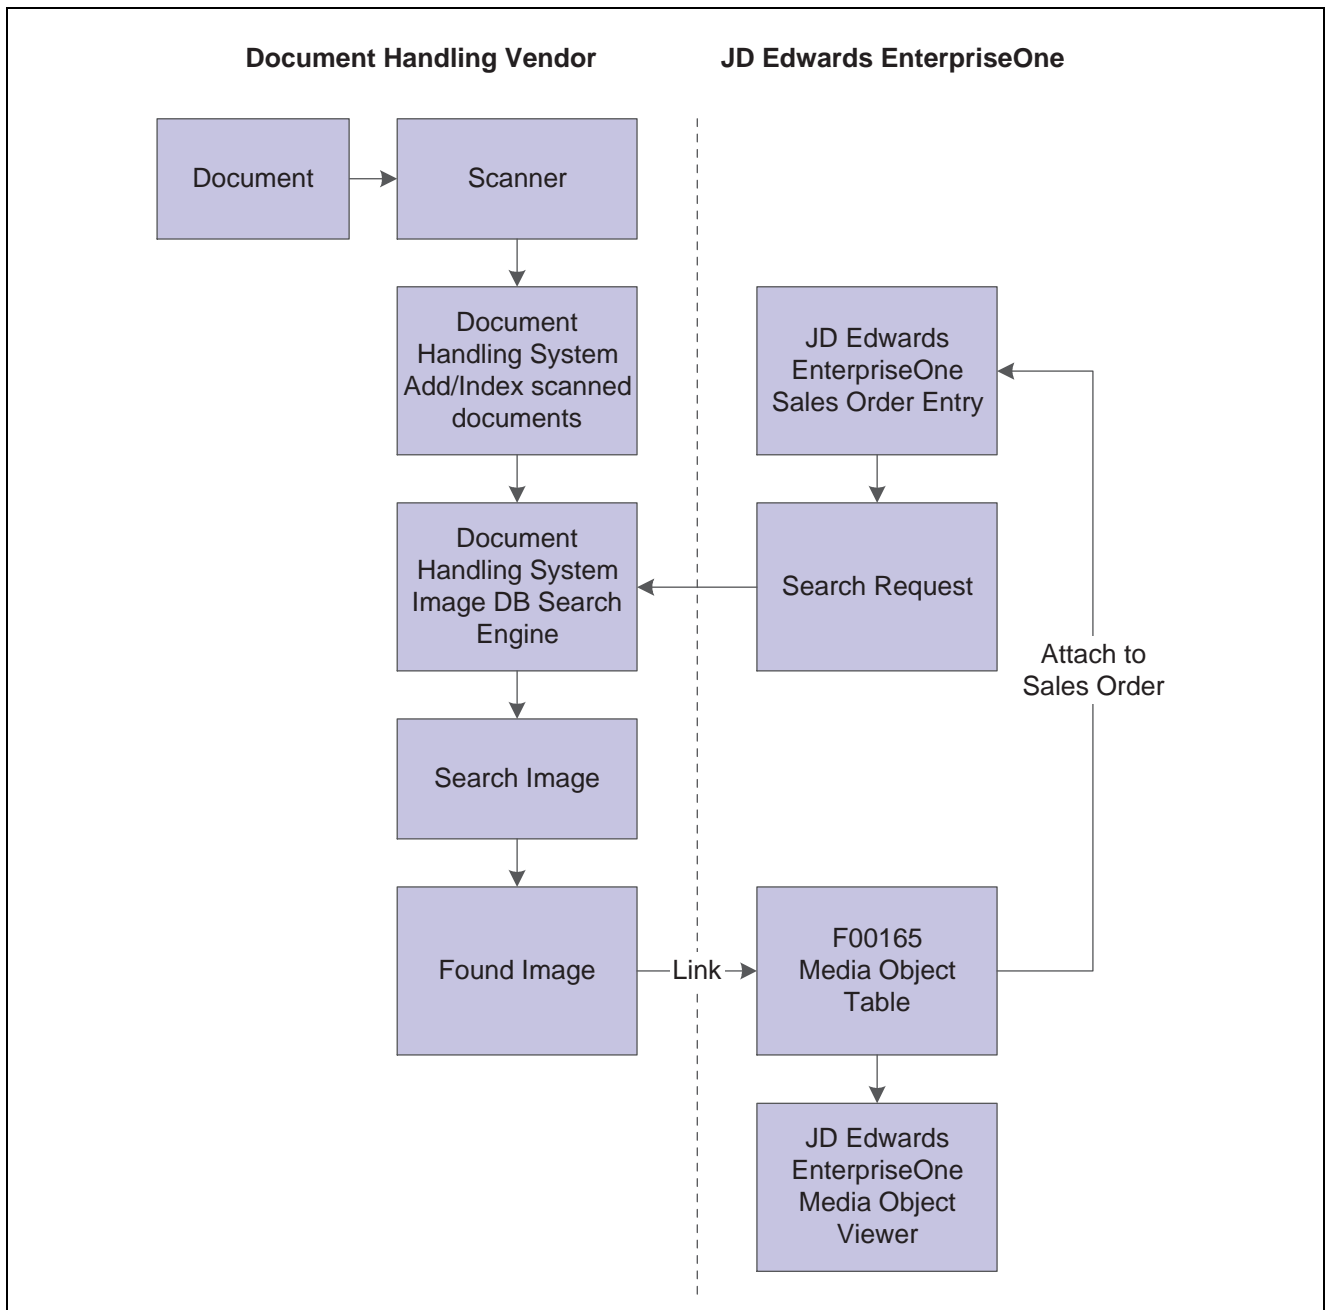 Document Handling Vendor
JD Edwards EnterpriseOne
Document
Scanner
Document
Handling System
Add/Index scanned
documents
JD Edwards
EnterpriseOne
Sales Order Entry
Document
Handling System
Image DB Search
Engine
Search Request
Attach to
Sales Order
Search Image
Found Image
Link
F00165
Media Object
Table
JD Edwards
EnterpriseOne
Media Object
Viewer